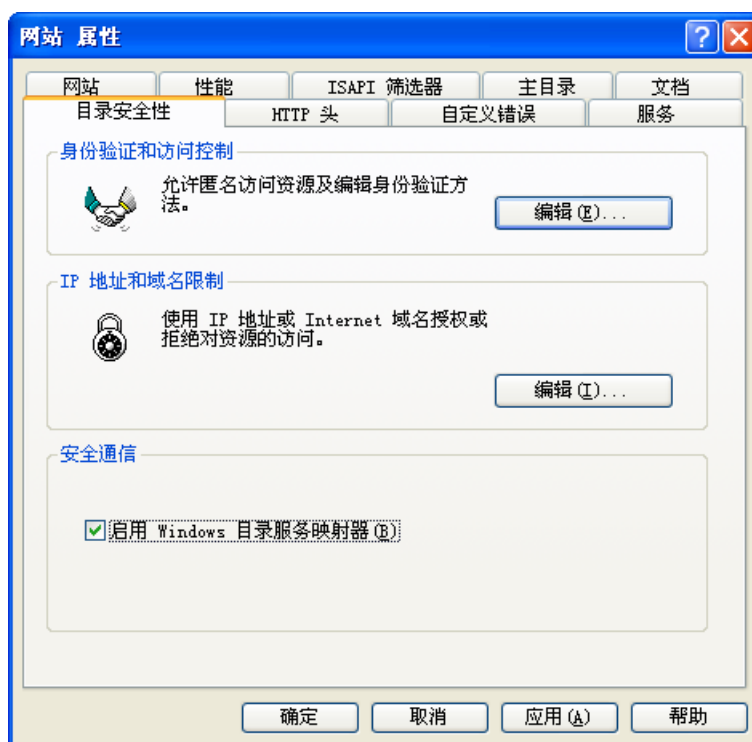 网站 属性
网站 性能 ISAPI 筛选器 主目录 文档
目录安全性 HTTP 头 自定义错误 服务
身份验证和访问控制
允许匿名访问资源及编辑身份验证方
法。
编辑(E)...
IP 地址和域名限制
使用 IP 地址或 Internet 域名授权或
拒绝对资源的访问。
编辑(I)...
安全通信
启用 Windows 目录服务映射器(B)
确定 取消 应用(A) 帮助